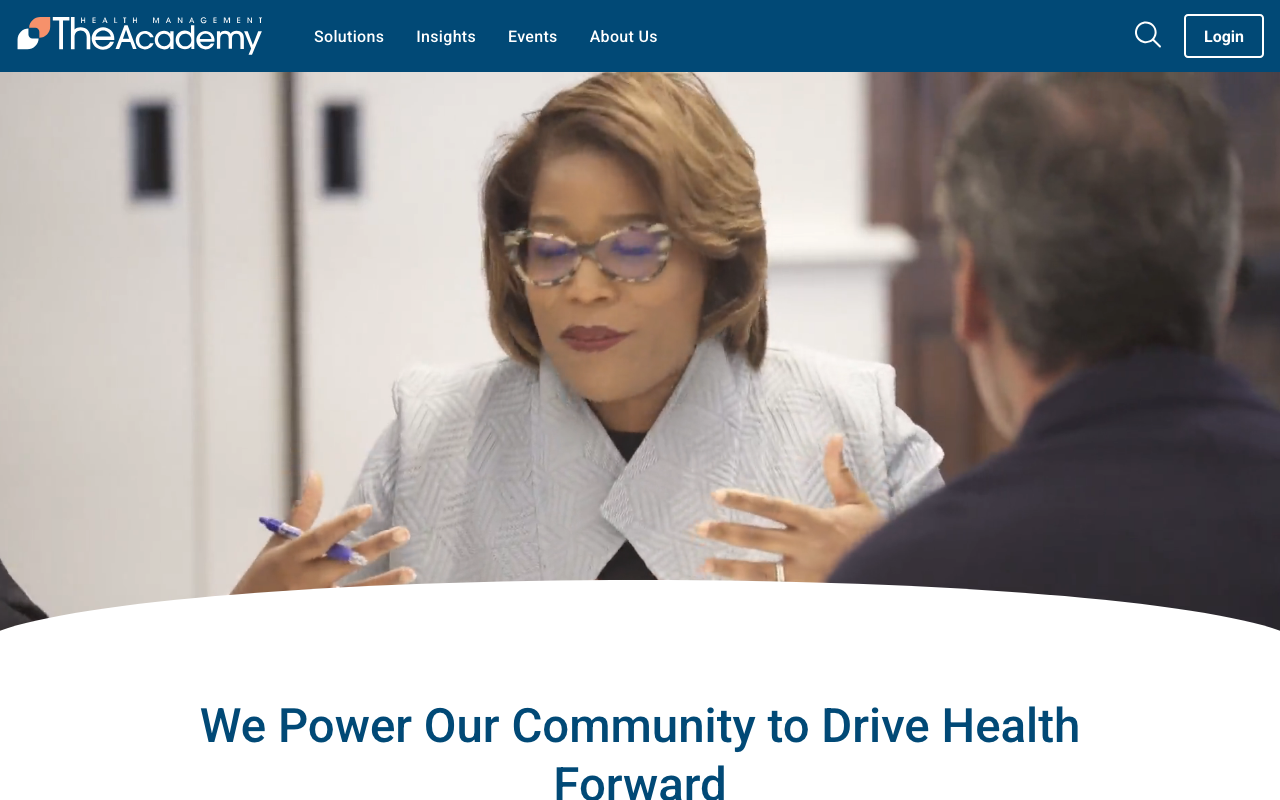 HEALTH MANAGEMENT
TheAcademy
Solutions
Insights
Events
About Us
Login
We Power Our Community to Drive Health
Forward